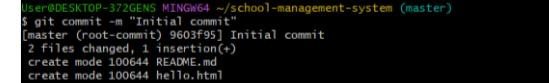 User@DESKTOP-372GENS MINGW64 ~/school-management-system (master)
$ git commit -m "Initial commit"
[master (root-commit) 9603f95] Initial commit
 2 files changed, 1 insertion(+)
 create mode 100644 README.md
 create mode 100644 hello.html